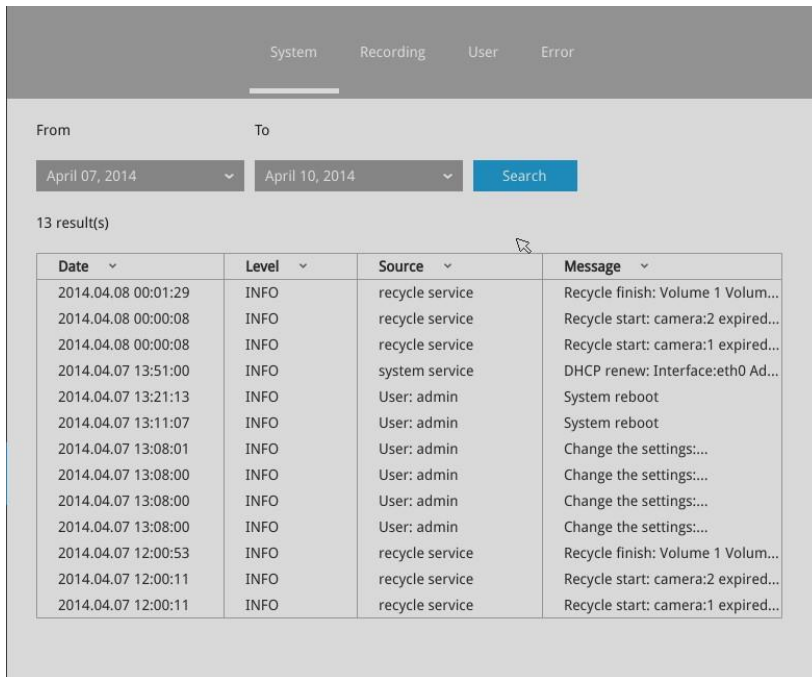 System Recording User Error
From To
April 07, 2014 April 10, 2014 Search
13 result(s)
Date Level Source Message
2014.04.08 00:01:29 INFO recycle service Recycle finish: Volume 1 Volum...
2014.04.08 00:00:08 INFO recycle service Recycle start: camera:2 expired...
2014.04.08 00:00:08 INFO recycle service Recycle start: camera:1 expired...
2014.04.07 13:51:00 INFO system service DHCP renew: Interface:eth0 Ad...
2014.04.07 13:21:13 INFO User: admin System reboot
2014.04.07 13:11:07 INFO User: admin System reboot
2014.04.07 13:08:01 INFO User: admin Change the settings:...
2014.04.07 13:08:00 INFO User: admin Change the settings:...
2014.04.07 13:08:00 INFO User: admin Change the settings:...
2014.04.07 13:08:00 INFO User: admin Change the settings:...
2014.04.07 12:00:53 INFO recycle service Recycle finish: Volume 1 Volum...
2014.04.07 12:00:11 INFO recycle service Recycle start: camera:2 expired...
2014.04.07 12:00:11 INFO recycle service Recycle start: camera:1 expired...